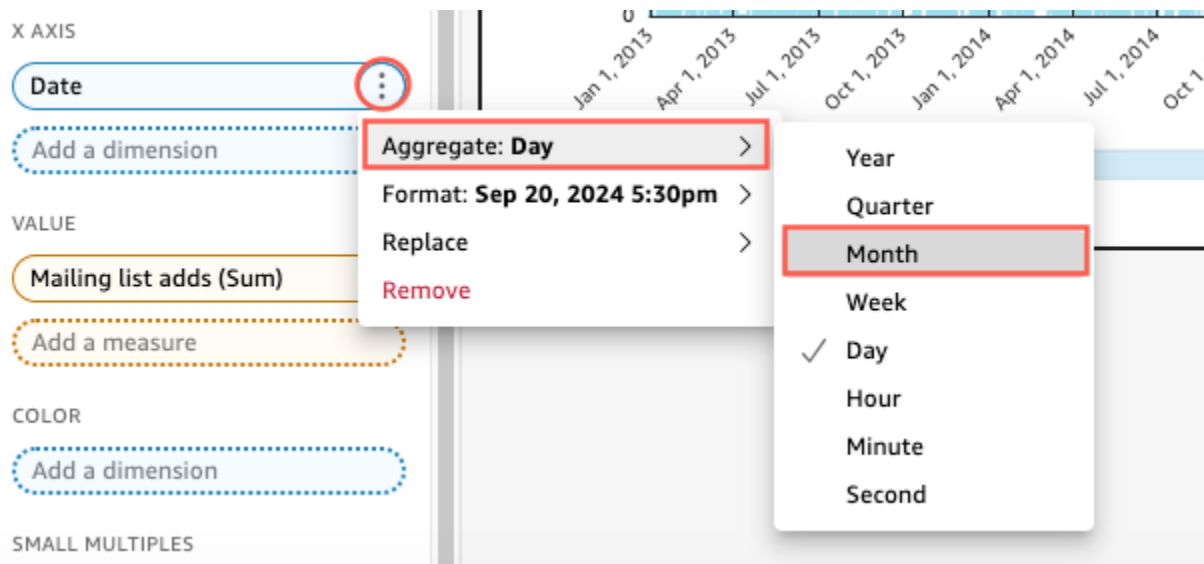 X AXIS
Date
Add a dimension
VALUE
Mailing list adds (Sum)
Add a measure
COLOR
Add a dimension
SMALL MULTIPLES
0
Jan 1, 2013
Apr 1, 2013
Jul 1, 2013
Oct 1, 2013
Jan 1, 2014
Apr 1, 2014
Jul 1, 2014
Oct 1
Aggregate: Day
Format: Sep 20, 2024 5:30pm
Replace
Remove
Year
Quarter
Month
Week
Day
Hour
Minute
Second